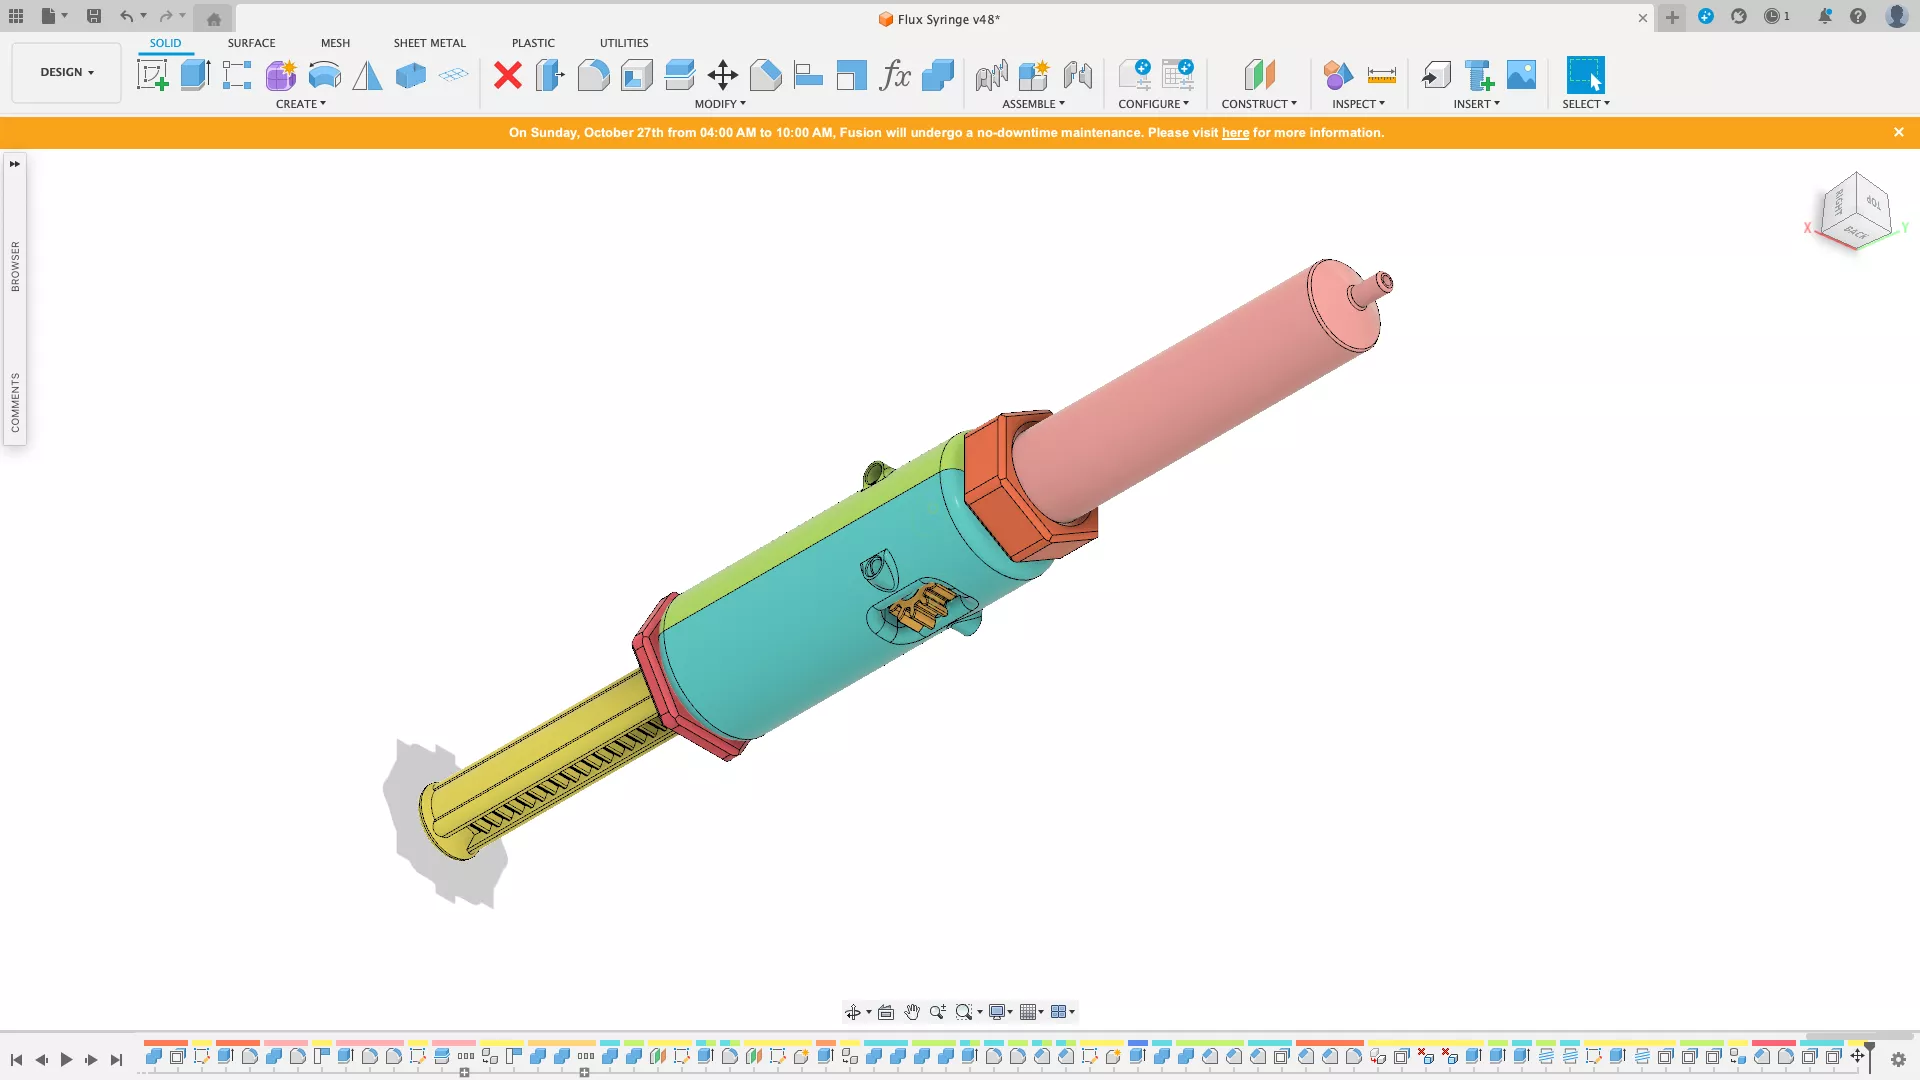 Flux Syringe v48*
1
DESIGN
SOLID
SURFACE
MESH
SHEET METAL
PLASTIC
UTILITIES
fx
CREATE
MODIFY
ASSEMBLE
CONFIGURE
CONSTRUCT
INSPECT
INSERT
SELECT
On Sunday, October 27th from 04:00 AM to 10:00 AM, Fusion will undergo a no-downtime maintenance. Please visit here for more information.
BROWSER
COMMENTS
RIGHT
TOP
BACK
X
Y